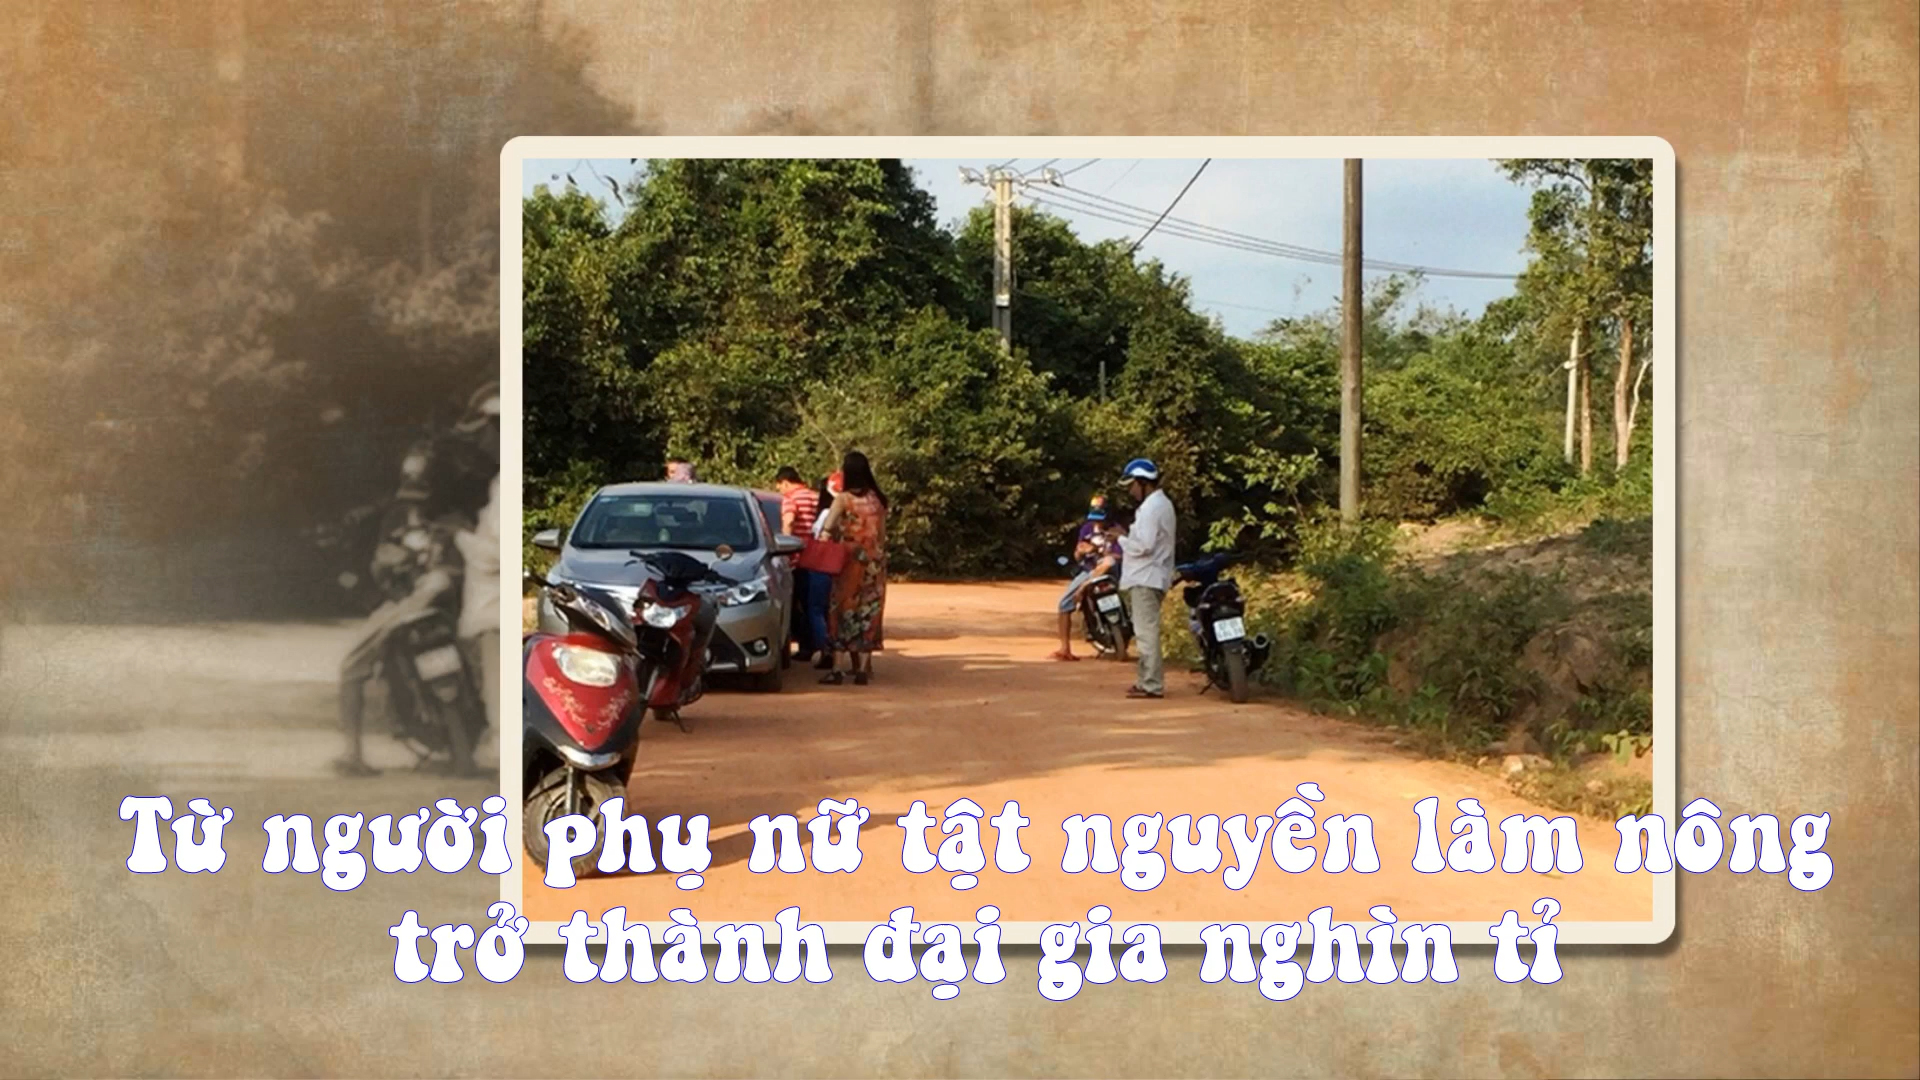 Từ người phụ nữ tật nguyền làm nông
trở thành đại gia nghìn tỉ